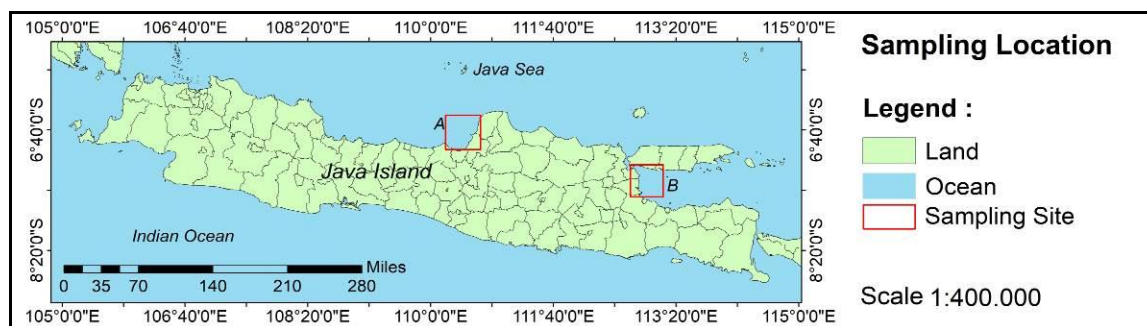 105°0'0"E 106°40'0"E 108°20'0"E 110°0'0"E 111°40'0"E 113°20'0"E 115°0'0"E
Sampling Location
Java Sea
6°40'0"S
A
6°40'0"S
Legend :
Land
Java Island
B
Ocean
Sampling Site
Indian Ocean
8°20'0"S
8°20'0"S
Miles
0 35 70 140 210 280
Scale 1:400.000
105°0'0"E 106°40'0"E 108°20'0"E 110°0'0"E 111°40'0"E 113°20'0"E 115°0'0"E